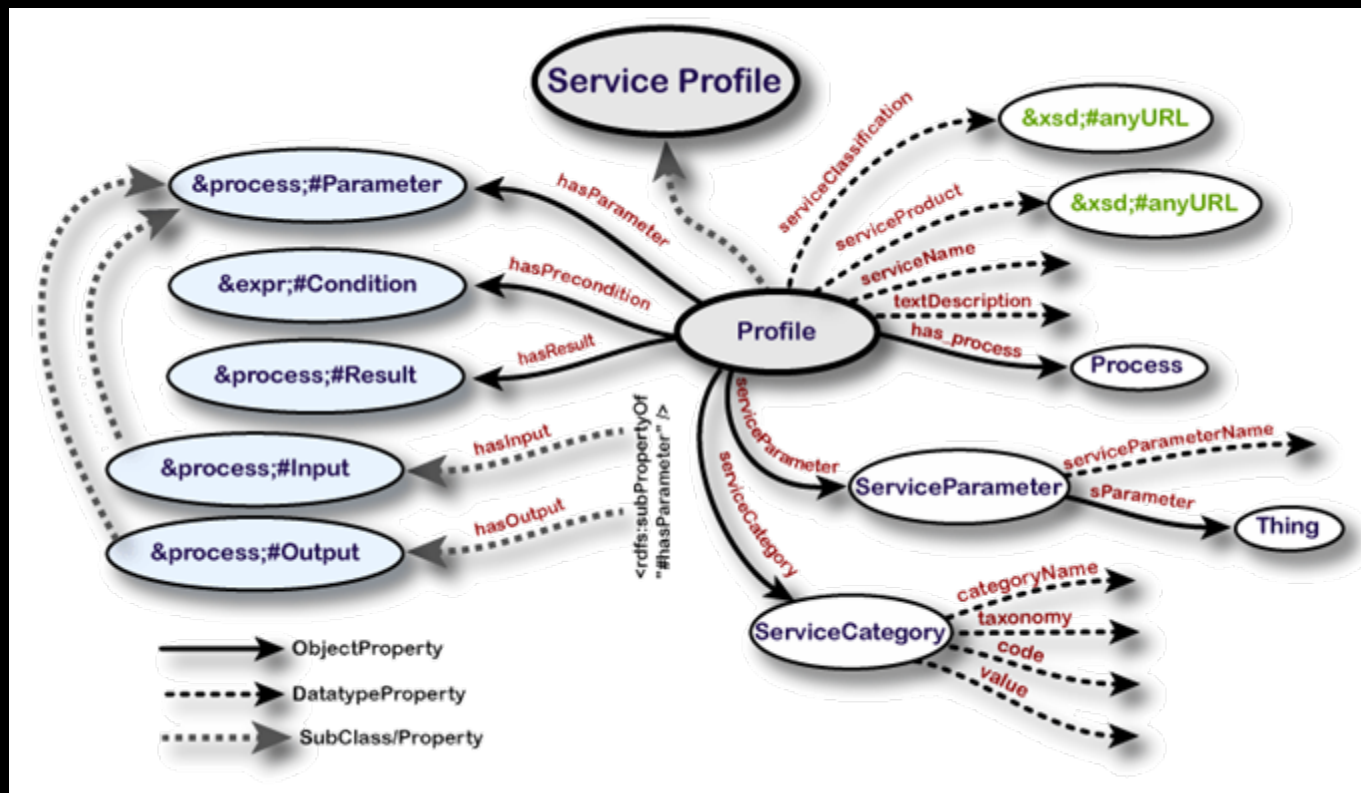 Service Profile
&xsd;#anyURL
serviceClassification
&process;#Parameter
hasParameter
serviceProduct
&xsd;#anyURL
serviceName
&expr;#Condition
hasPrecondition
textDescription
Profile
has_process
Process
&process;#Result
hasResult
<rdfs:subPropertyOf
"#hasParameter" />
serviceParameter
serviceParameterName
&process;#Input
hasInput
ServiceParameter
sParameter
Thing
serviceCategory
&process;#Output
hasOutput
categoryName
ServiceCategory
taxonomy
code
value
ObjectProperty
DatatypeProperty
SubClass/Property